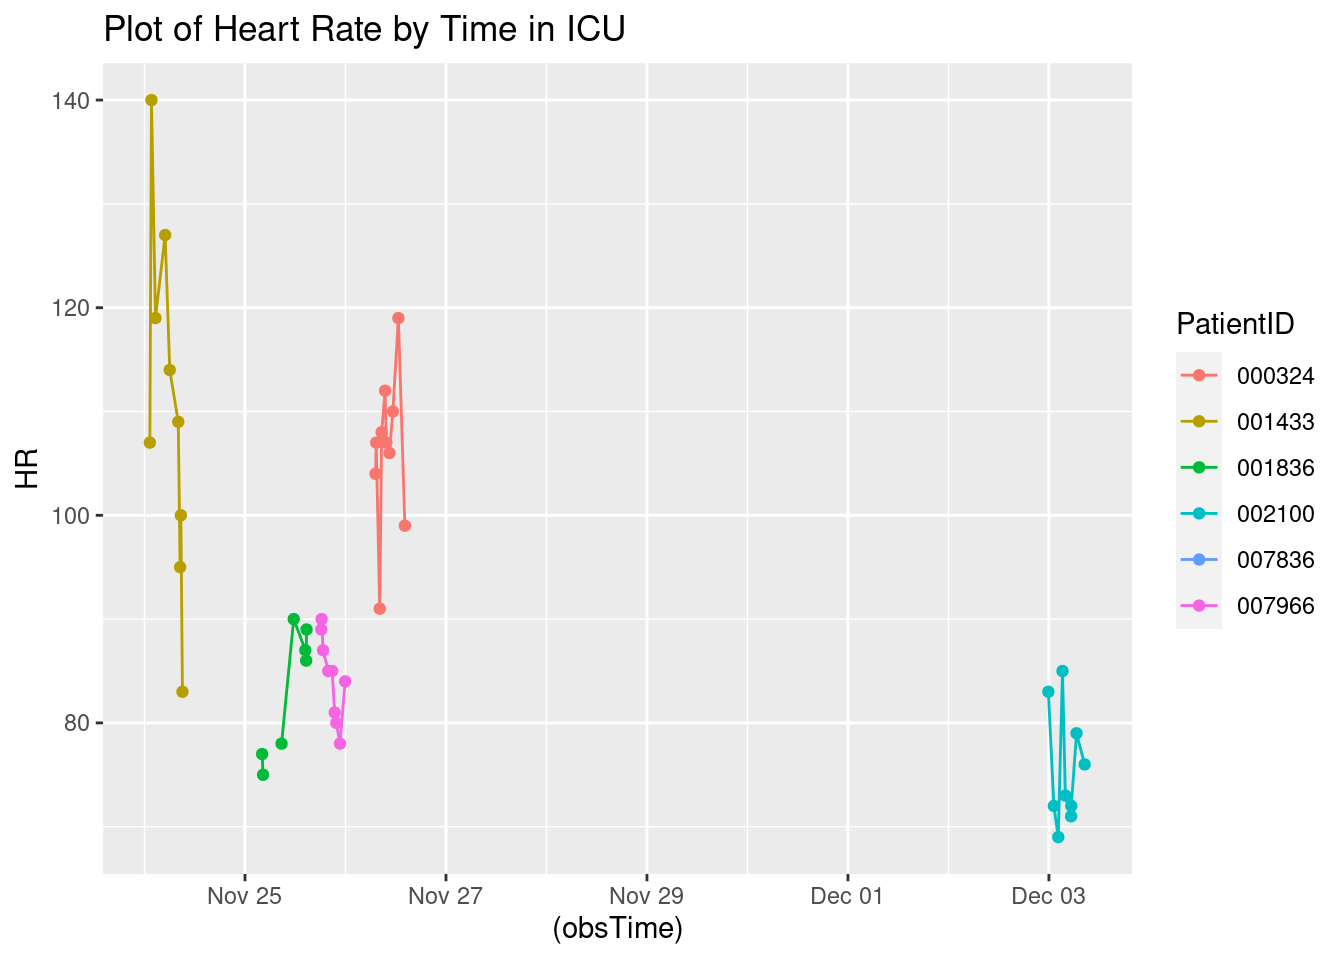 Plot of Heart Rate by Time in ICU
140
120
100
80
HR
Nov 25
Nov 27
Nov 29
Dec 01
Dec 03
(obsTime)
PatientID
000324
001433
001836
002100
007836
007966